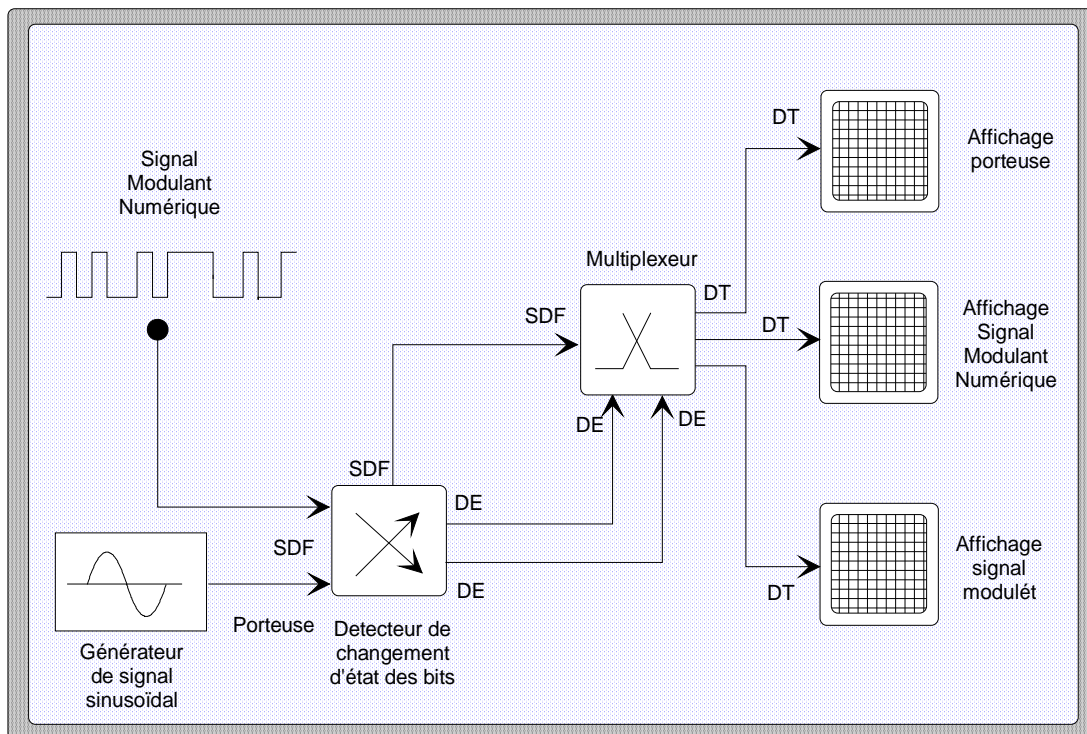 Signal
Modulant
Numérique
SDF
Porteuse
Générateur
de signal
sinusoïdal
SDF
DE
DE
Detecteur de
changement
d'état des bits
Multiplexeur
SDF
DE
DE
DT
DT
DT
DT
Affichage
porteuse
Affichage
Signal
Modulant
Numérique
Affichage
signal
modulét